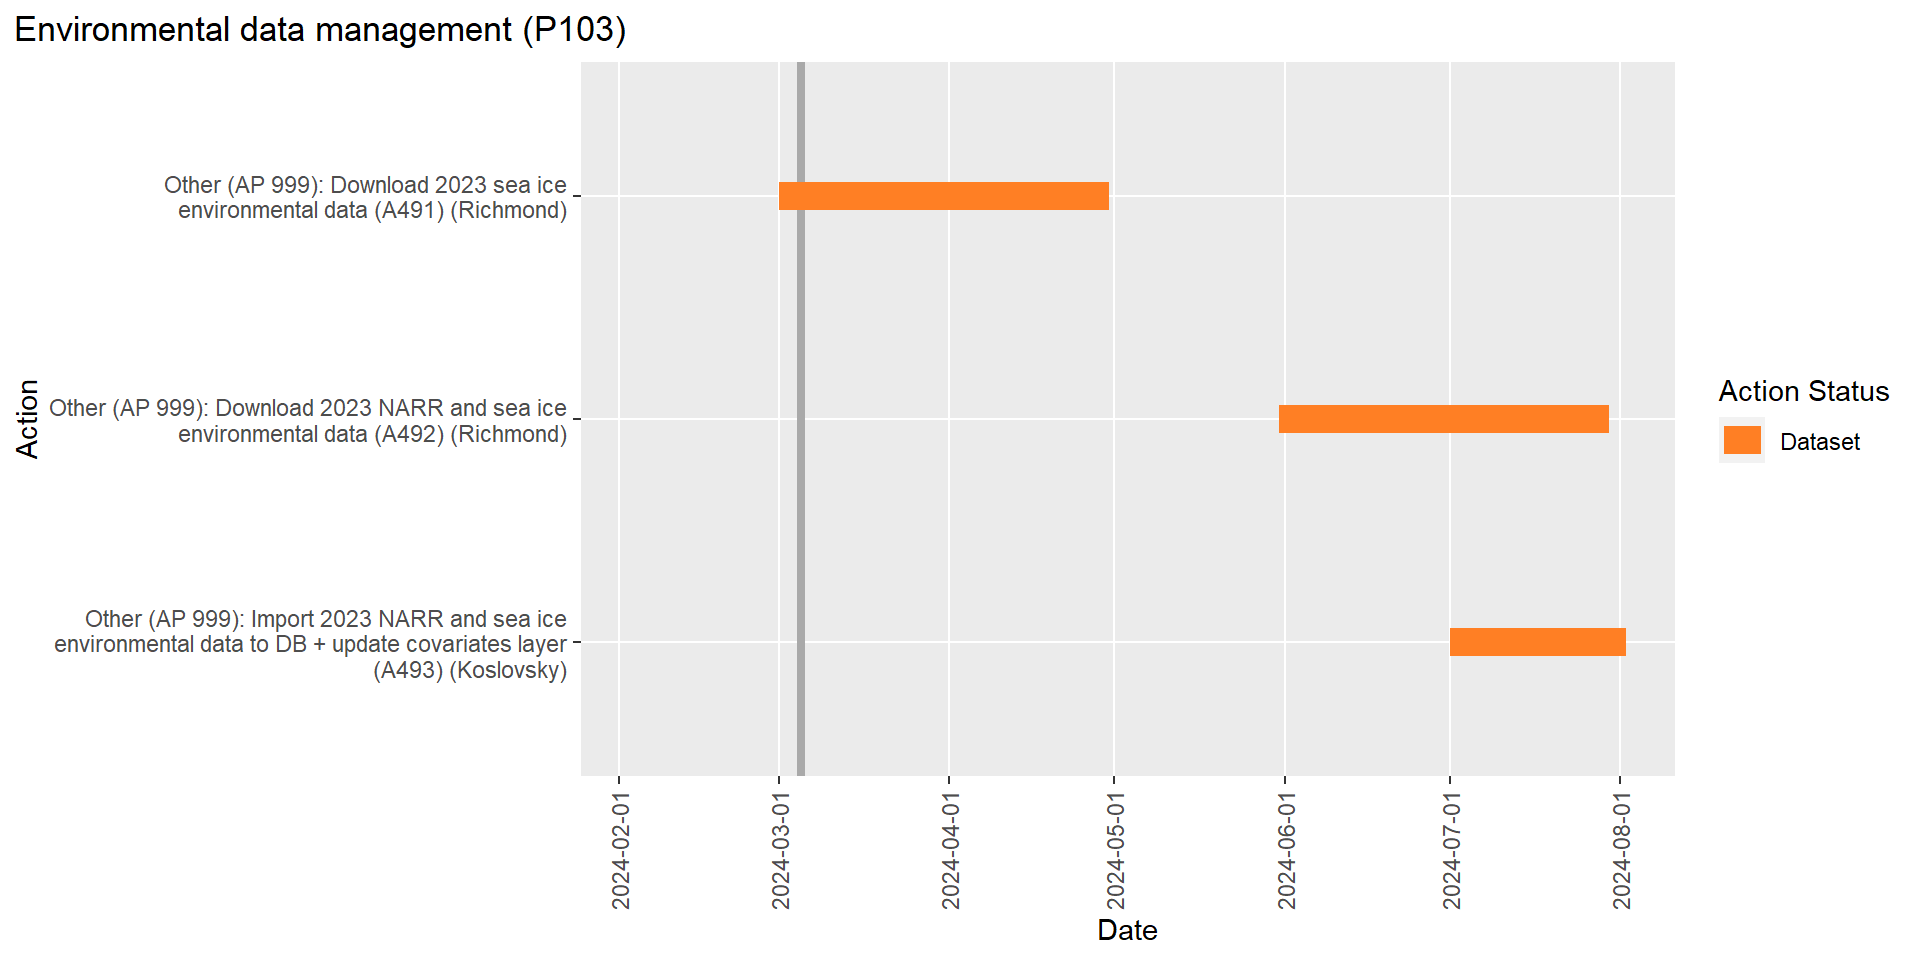 Environmental data management (P103)
Other (AP 999): Download 2023 sea ice
environmental data (A491) (Richmond)
Other (AP 999): Download 2023 NARR and sea ice
environmental data (A492) (Richmond)
Other (AP 999): Import 2023 NARR and sea ice
environmental data to DB + update covariates layer
(A493) (Koslovsky)
Action
2024-02-01
2024-03-01
2024-04-01
2024-05-01
2024-06-01
2024-07-01
2024-08-01
Date
Action Status
Dataset